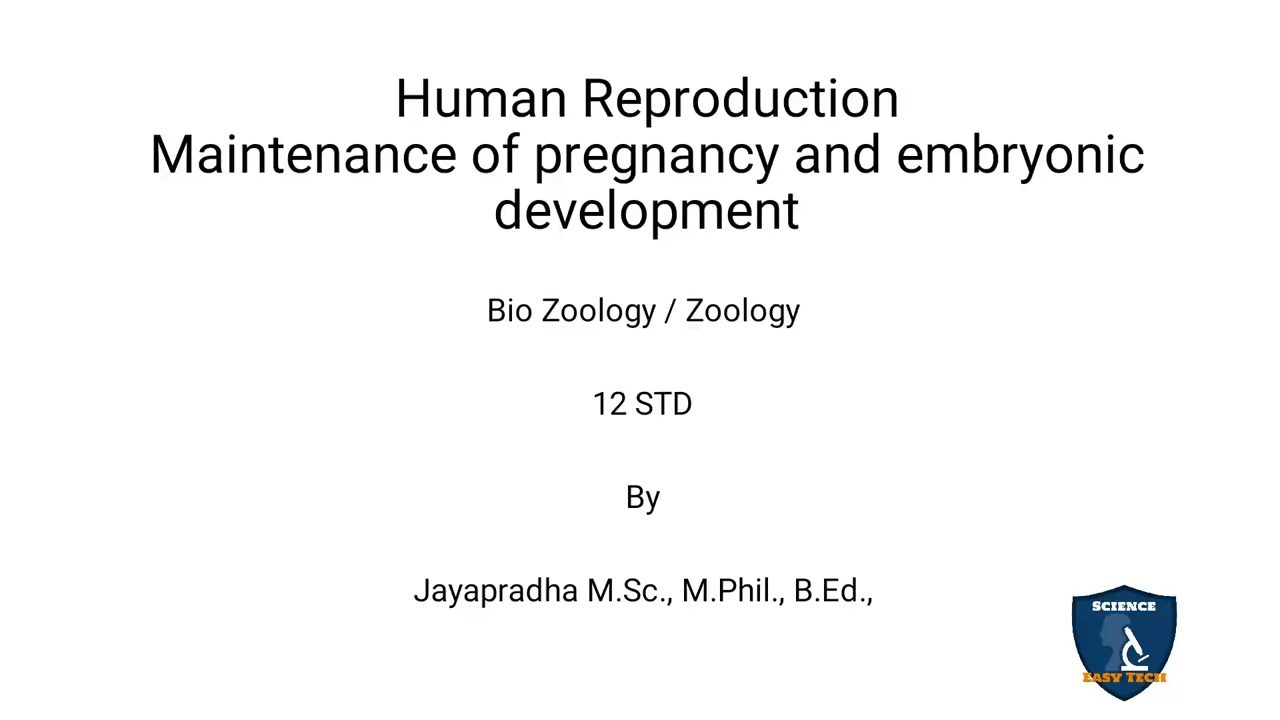 Human Reproduction
Maintenance of pregnancy and embryonic
development
Bio Zoology / Zoology
12 STD
By
Jayapradha M.Sc., M.Phil., B.Ed.,
SCIENCE
EASY TECH